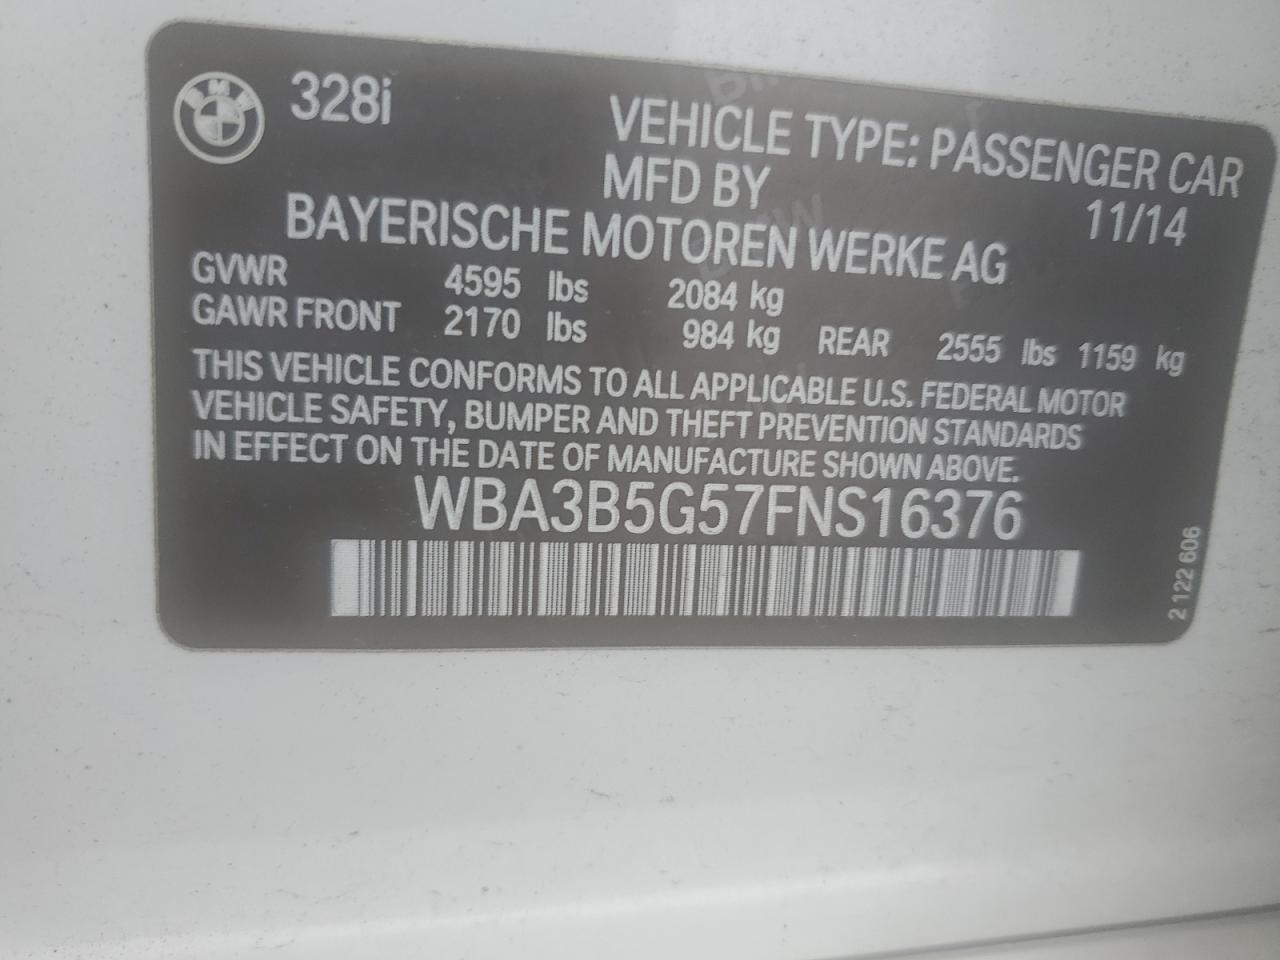 BMW 328i
VEHICLE TYPE: PASSENGER CAR
MFD BY 11/14
BAYERISCHE MOTOREN WERKE AG
GVWR 4595 lbs 2084 kg
GAWR FRONT 2170 lbs 984 kg REAR 2555 lbs 1159 kg
THIS VEHICLE CONFORMS TO ALL APPLICABLE U.S. FEDERAL MOTOR
VEHICLE SAFETY, BUMPER AND THEFT PREVENTION STANDARDS
IN EFFECT ON THE DATE OF MANUFACTURE SHOWN ABOVE.
WBA3B5G57FNS16376
2 122 606